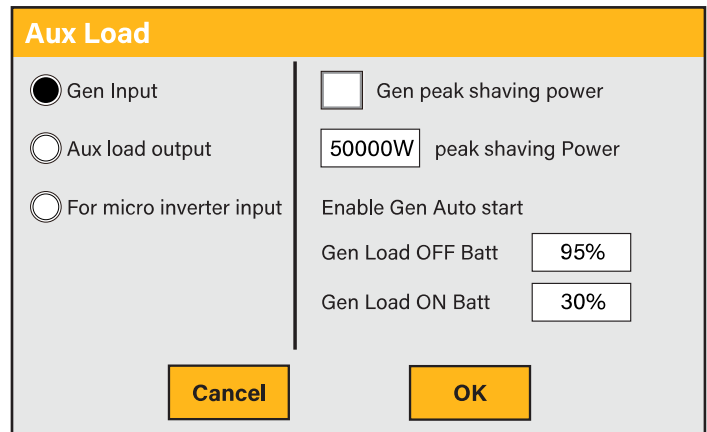 Aux Load
Gen Input
Aux load output
For micro inverter input
Gen peak shaving power
50000W peak shaving Power
Enable Gen Auto start
Gen Load OFF Batt 95%
Gen Load ON Batt 30%
Cancel OK